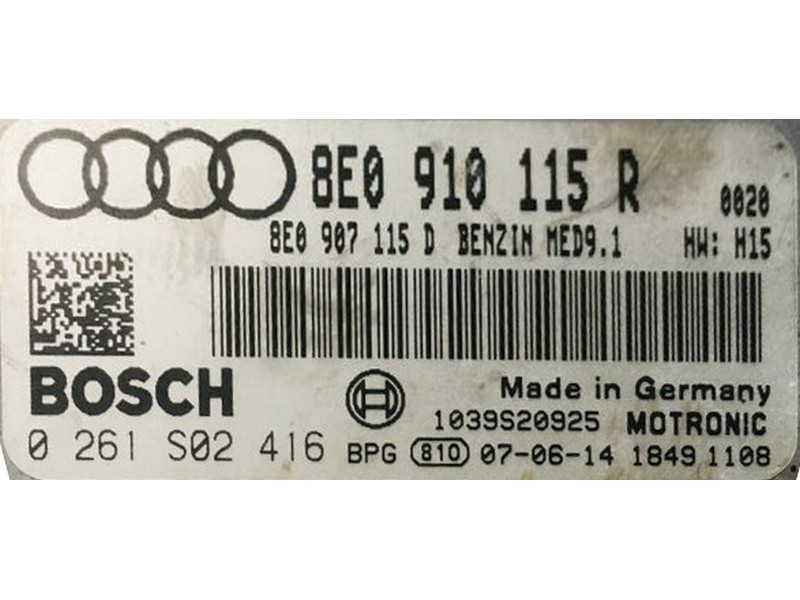 8E0 910 115 R 0020
8E0 907 115 D BENZIN MED9.1 HW: H15
BOSCH
Made in Germany
1039S20925 MOTRONIC
0 261 S02 416 BPG 810 07-06-14 1849 1108